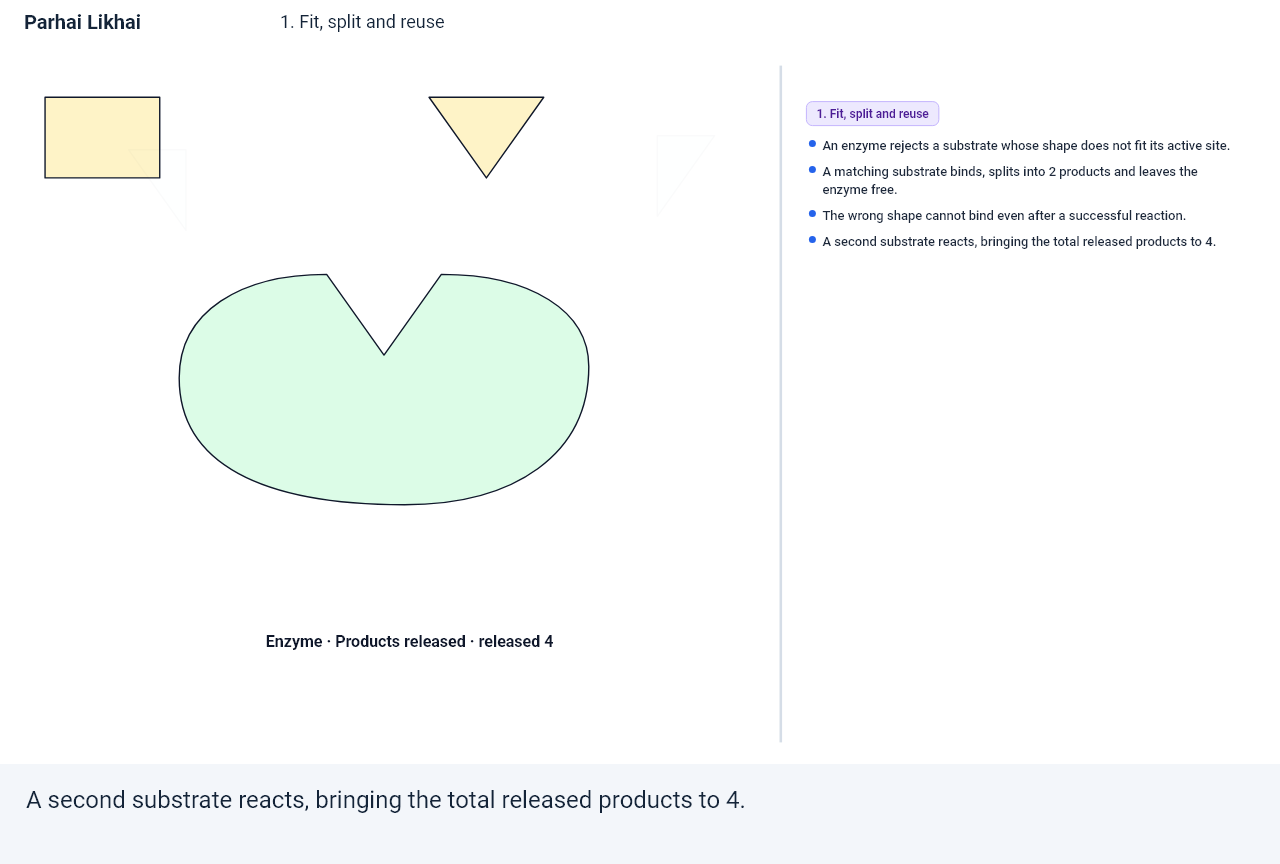 Parhai Likhai
1. Fit, split and reuse
1. Fit, split and reuse
An enzyme rejects a substrate whose shape does not fit its active site.
A matching substrate binds, splits into 2 products and leaves the
enzyme free.
The wrong shape cannot bind even after a successful reaction.
A second substrate reacts, bringing the total released products to 4.
Enzyme · Products released · released 4
A second substrate reacts, bringing the total released products to 4.